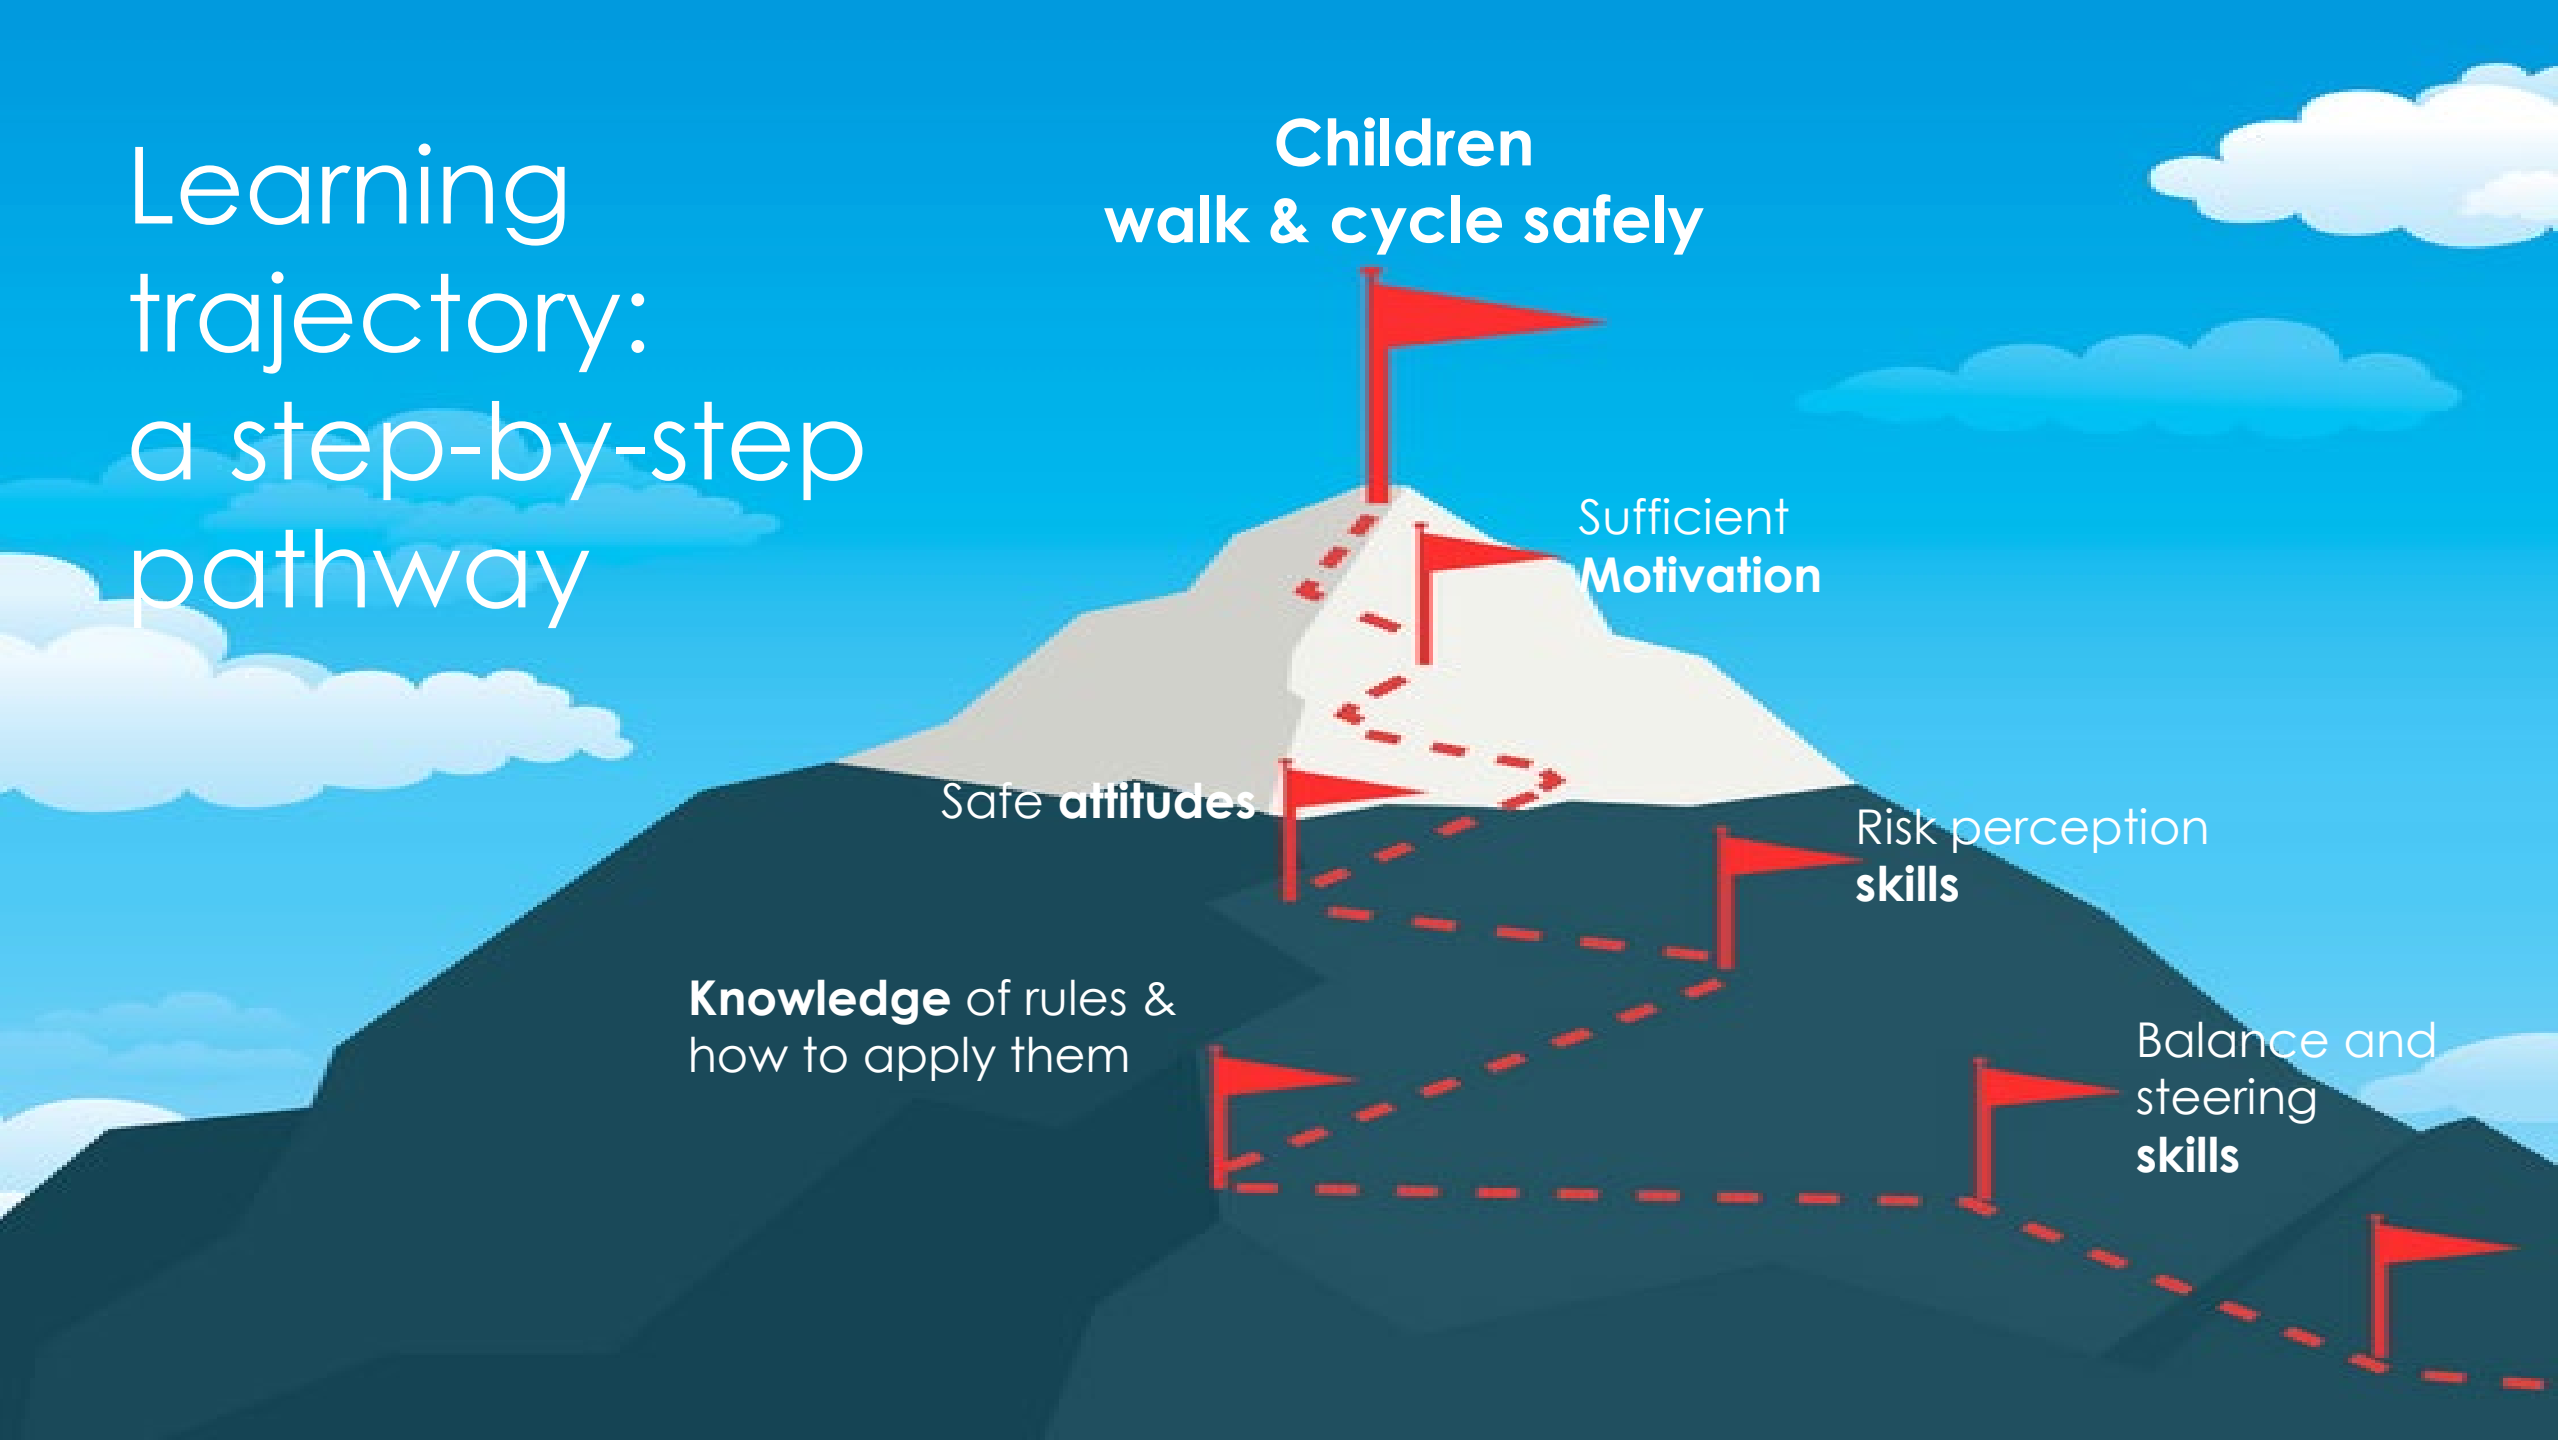 Learning
trajectory:
a step-by-step
pathway
Children
walk & cycle safely
Sufficient
Motivation
Safe attitudes
Risk perception
skills
Knowledge of rules &
how to apply them
Balance and
steering
skills